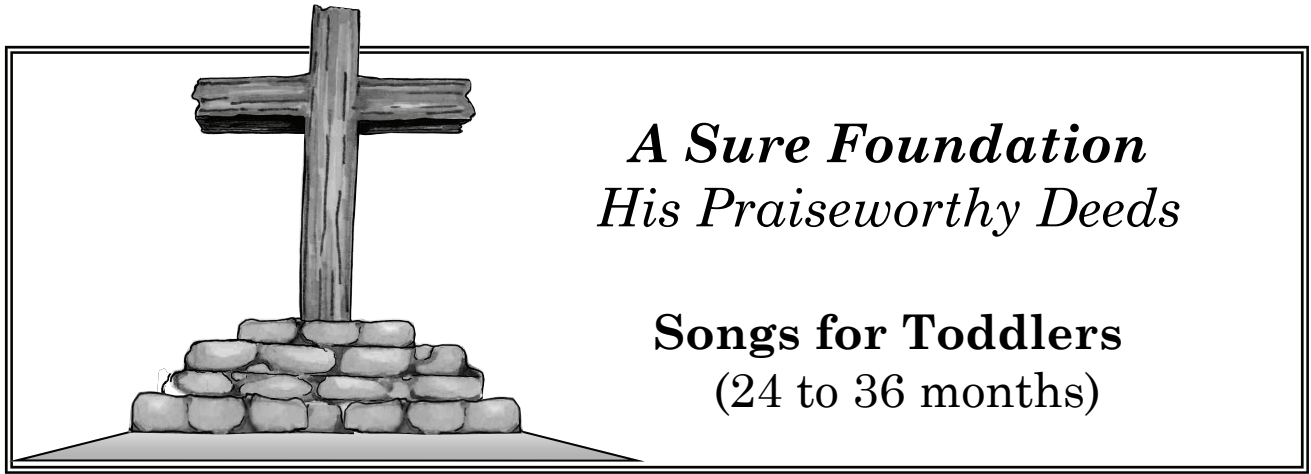 A Sure Foundation
His Praiseworthy Deeds
Songs for Toddlers
(24 to 36 months)